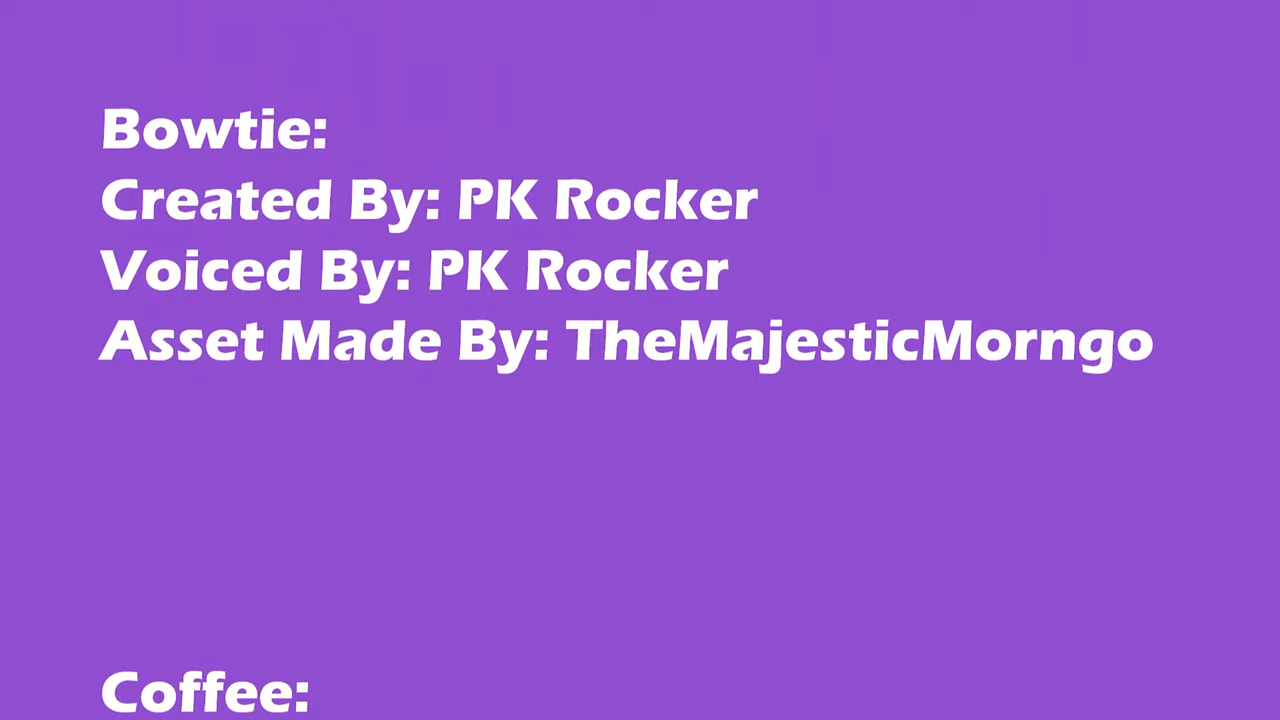 Bowtie:
Created By: PK Rocker
Voiced By: PK Rocker
Asset Made By: TheMajesticMorngo
Coffee: